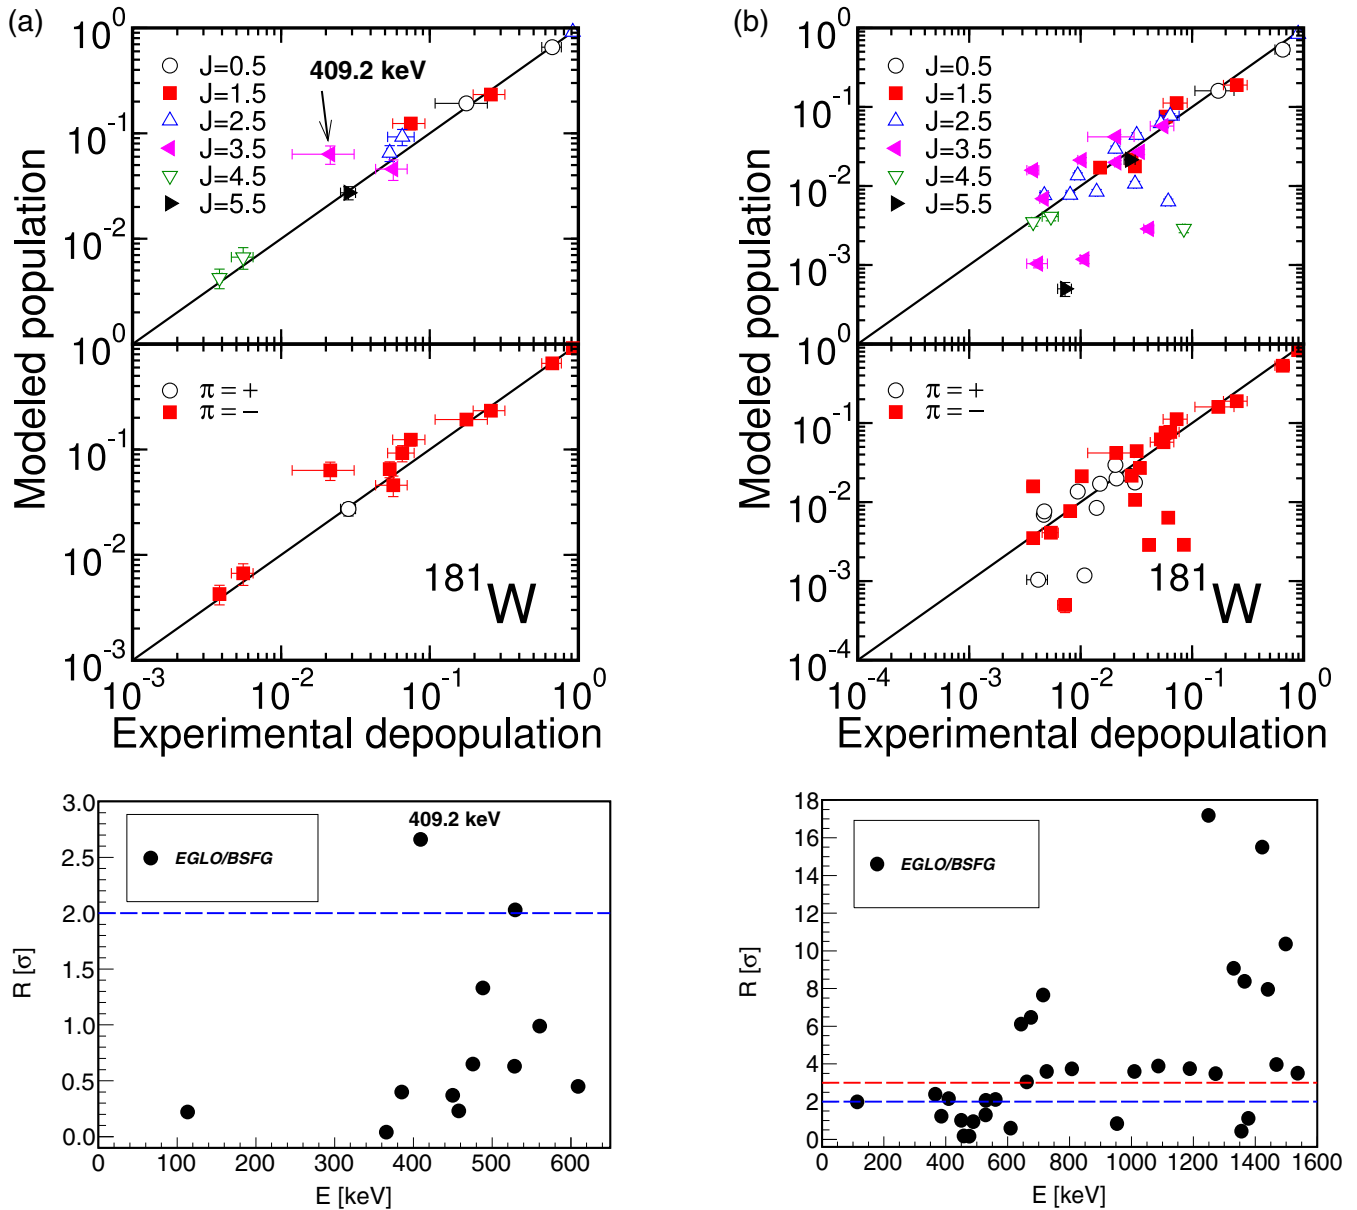 (a)
10^0
J=0.5
J=1.5
J=2.5
J=3.5
J=4.5
J=5.5
409.2 keV
10^-1
10^-2
10^0
Modeled population
10^0
π = +
π = −
10^-1
10^-2
10^-3
181W
10^-3 10^-2 10^-1 10^0
Experimental depopulation
(b)
10^0
J=0.5
J=1.5
J=2.5
J=3.5
J=4.5
J=5.5
10^-1
10^-2
10^-3
10^0
Modeled population
10^0
π = +
π = −
10^-1
10^-2
10^-3
10^-4
181W
10^-4 10^-2 10^-1 10^0
Experimental depopulation
3.0
2.5
2.0
1.5
1.0
0.5
0.0
R [σ]
EGLO/BSFG
409.2 keV
0 100 200 300 400 500 600
E [keV]
18
16
14
12
10
8
6
4
2
0
R [σ]
EGLO/BSFG
0 200 400 600 800 1000 1200 1400 1600
E [keV]